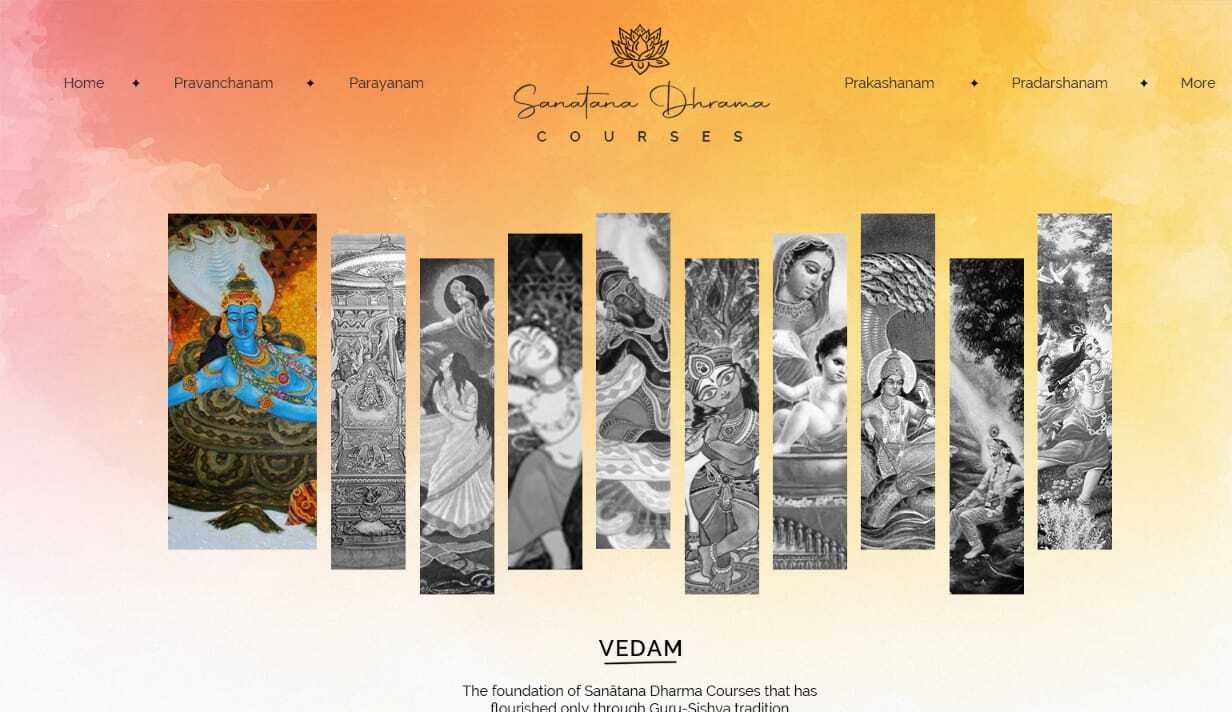 Home ✦ Pravanchanam ✦ Parayanam
Sanatana Dhrama
COURSES
Prakashanam ✦ Pradarshanam ✦ More
VEDAM
The foundation of Sanâtana Dharma Courses that has
flourished only through Guru-Sishya tradition